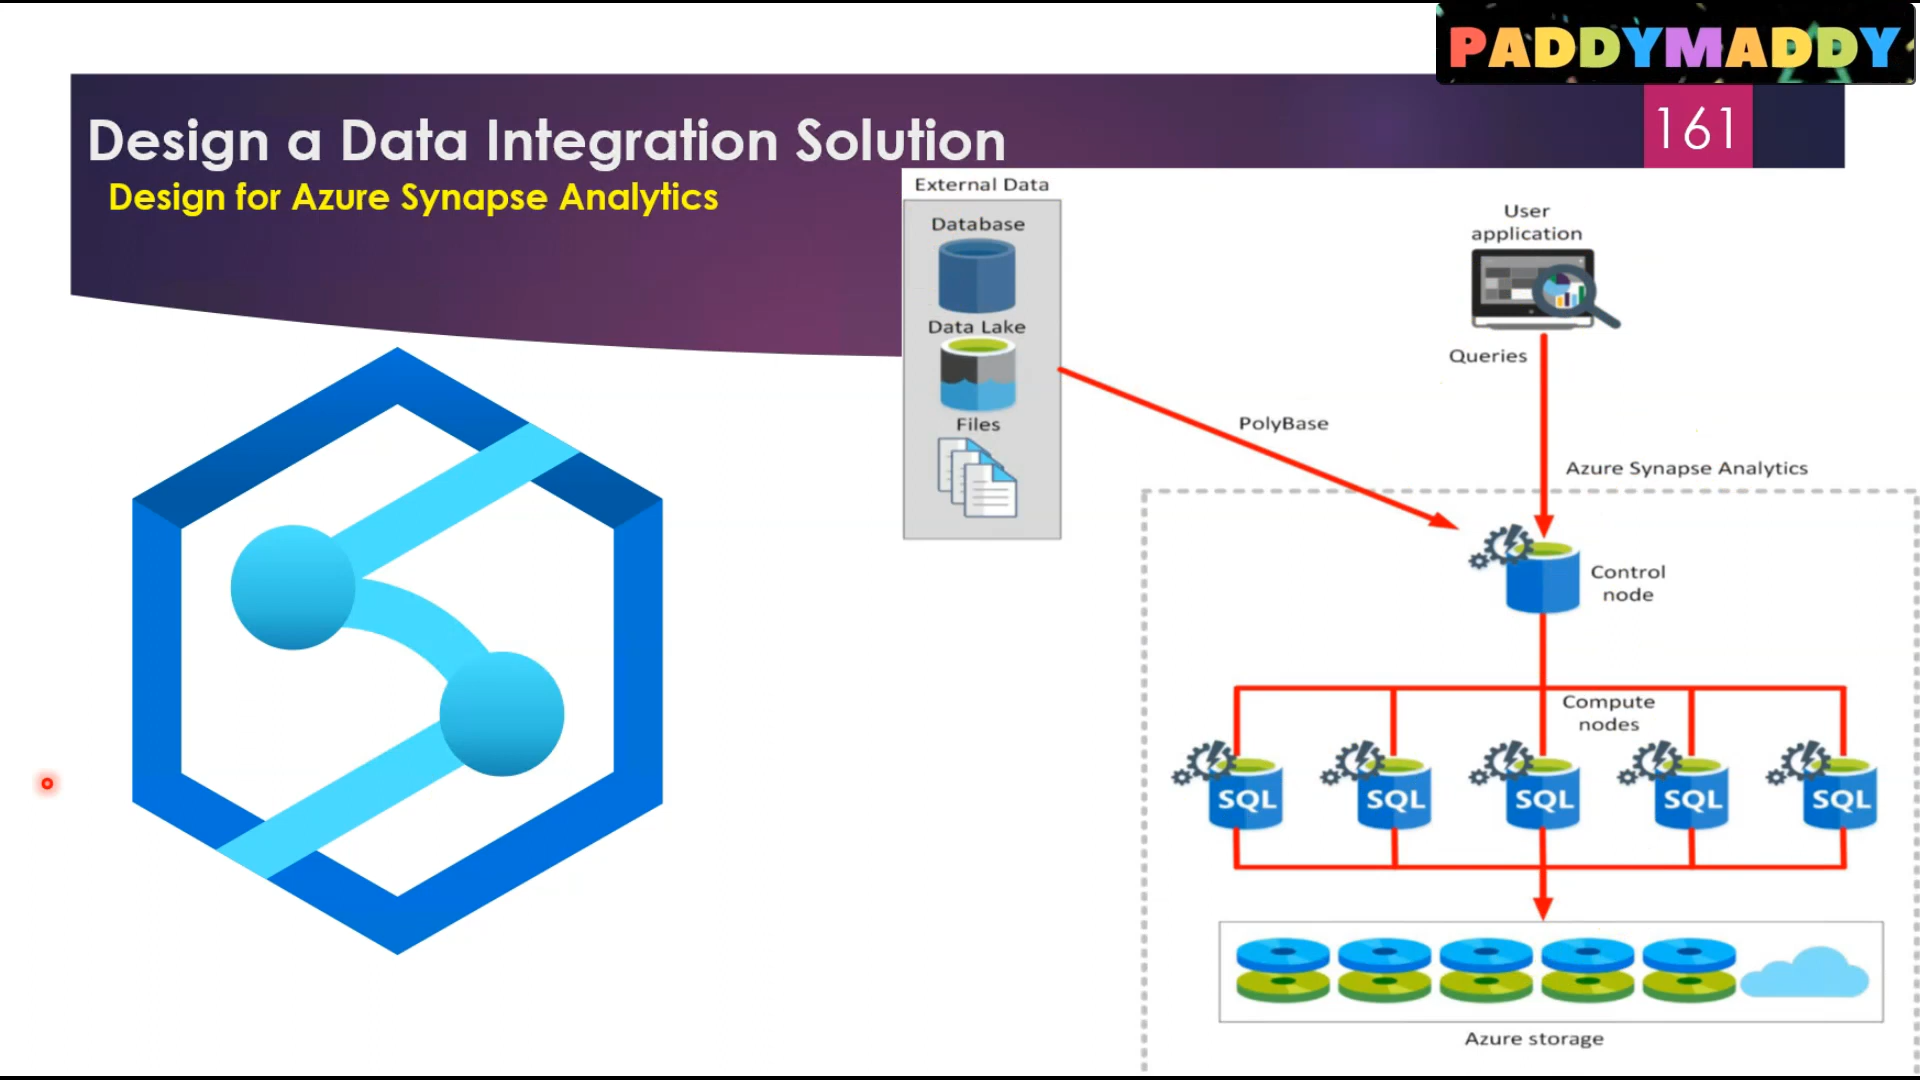 PADDYMADDY
161
Design a Data Integration Solution
Design for Azure Synapse Analytics
External Data
Database
Data Lake
Files
PolyBase
User
application
Queries
Azure Synapse Analytics
Control
node
Compute
nodes
SQL
SQL
SQL
SQL
SQL
Azure storage